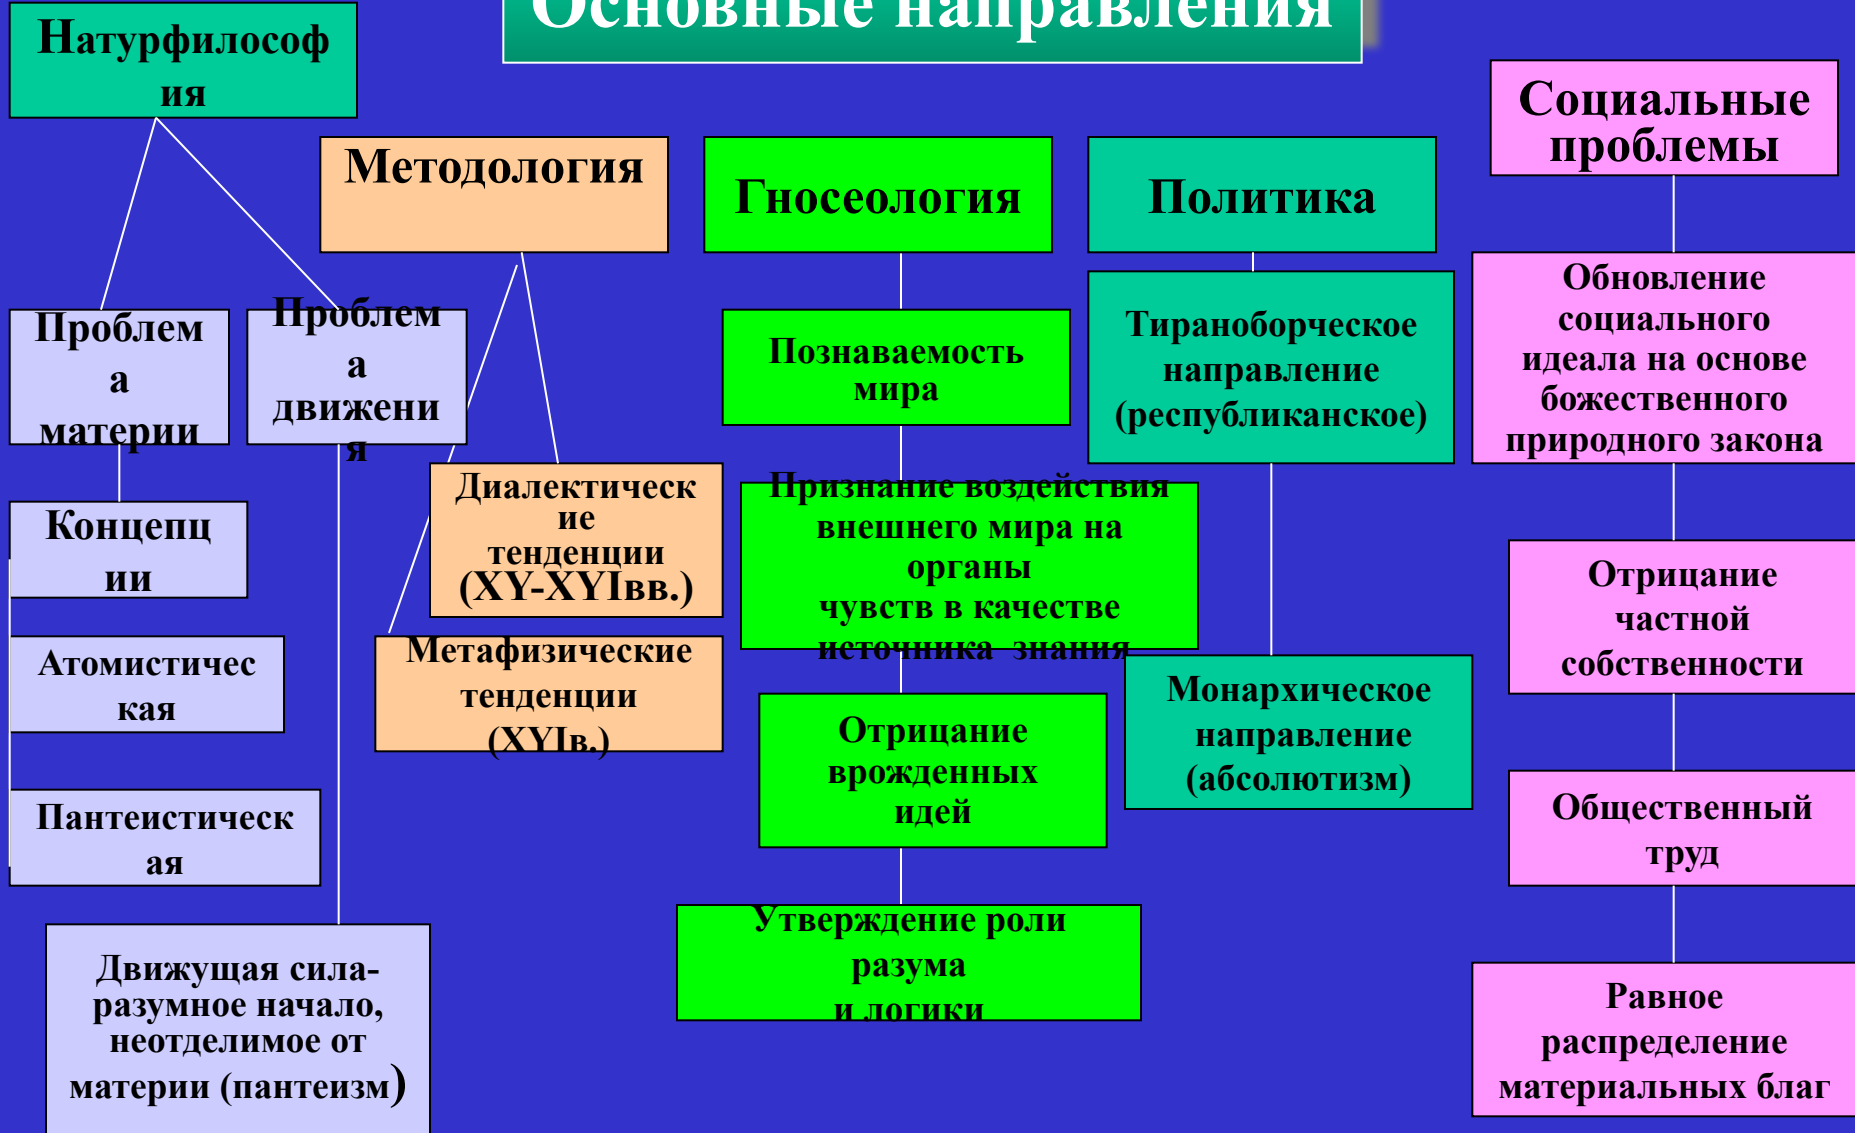 Основные направления
Натурфилософ
ия
Методология
Гносеология
Политика
Социальные
проблемы
Проблем
а
материи
Проблем
а
движени
я
Концепц
ии
Атомистичес
кая
Пантеистическ
ая
Движущая сила-
разумное начало,
неотделимое от
материи (пантеизм)
Диалектическ
ие
тенденции
(XY-XYIвв.)
Метафизические
тенденции
(XYIв.)
Познаваемость
мира
Признание воздействия
внешнего мира на
органы
чувств в качестве
источника знания
Отрицание
врожденных
идей
Утверждение роли
разума
и логики
Тираноборческое
направление
(республиканское)
Монархическое
направление
(абсолютизм)
Обновление
социального
идеала на основе
божественного
природного закона
Отрицание
частной
собственности
Общественный
труд
Равное
распределение
материальных благ